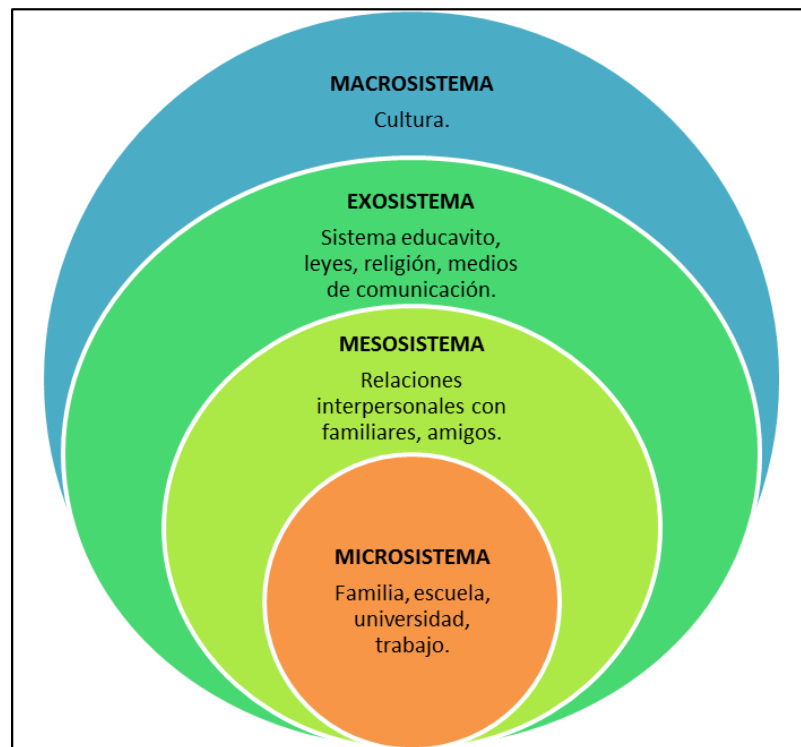 MACROSISTEMA
Cultura.
EXOSISTEMA
Sistema educavito,
leyes, religión, medios
de comunicación.
MESOSISTEMA
Relaciones
interpersonales con
familiares, amigos.
MICROSISTEMA
Familia, escuela,
universidad,
trabajo.